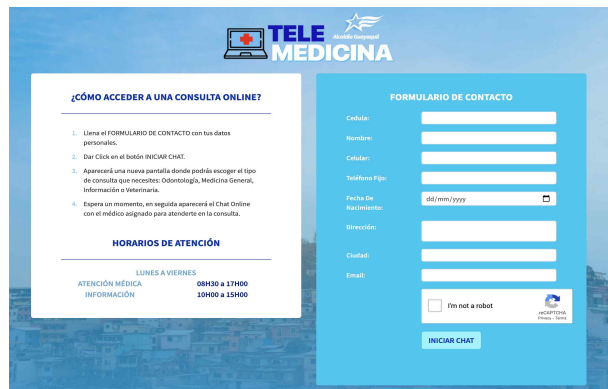 TELE
MEDICINA
Alcaldía Guayaquil
¿CÓMO ACCEDER A UNA CONSULTA ONLINE?
1. Llena el FORMULARIO DE CONTACTO con tus datos
personales.
2. Dar Click en el botón INICIAR CHAT.
3. Aparecerá una nueva pantalla donde podrás escoger el tipo
de consulta que necesites: Odontología, Medicina General,
Información o Veterinaria.
4. Espera un momento, en seguida aparecerá el Chat Online
con el médico asignado para atenderte en la consulta.
HORARIOS DE ATENCIÓN
LUNES A VIERNES
ATENCIÓN MÉDICA 08H30 a 17H00
INFORMACIÓN 10H00 a 15H00
FORMULARIO DE CONTACTO
Cedula:
Nombre:
Celular:
Teléfono Fijo:
Fecha De
Nacimiento:
dd/mm/yyyy
Dirección:
Ciudad:
Email:
I'm not a robot
reCAPTCHA
Privacy - Terms
INICIAR CHAT